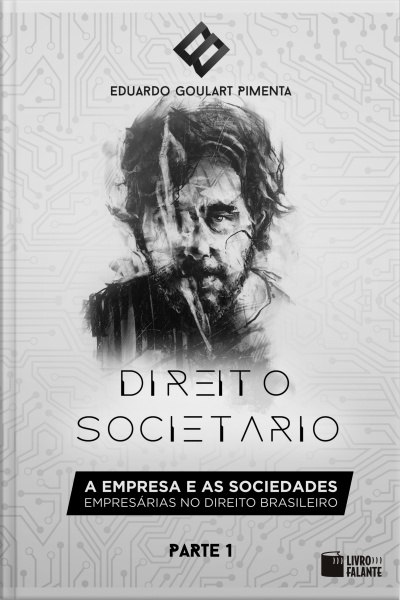 EDUARDO GOULART PIMENTA
DIREITO
SOCIETARIO
A EMPRESA E AS SOCIEDADES
EMPRESÁRIAS NO DIREITO BRASILEIRO
PARTE 1
LIVRO
FALANTE